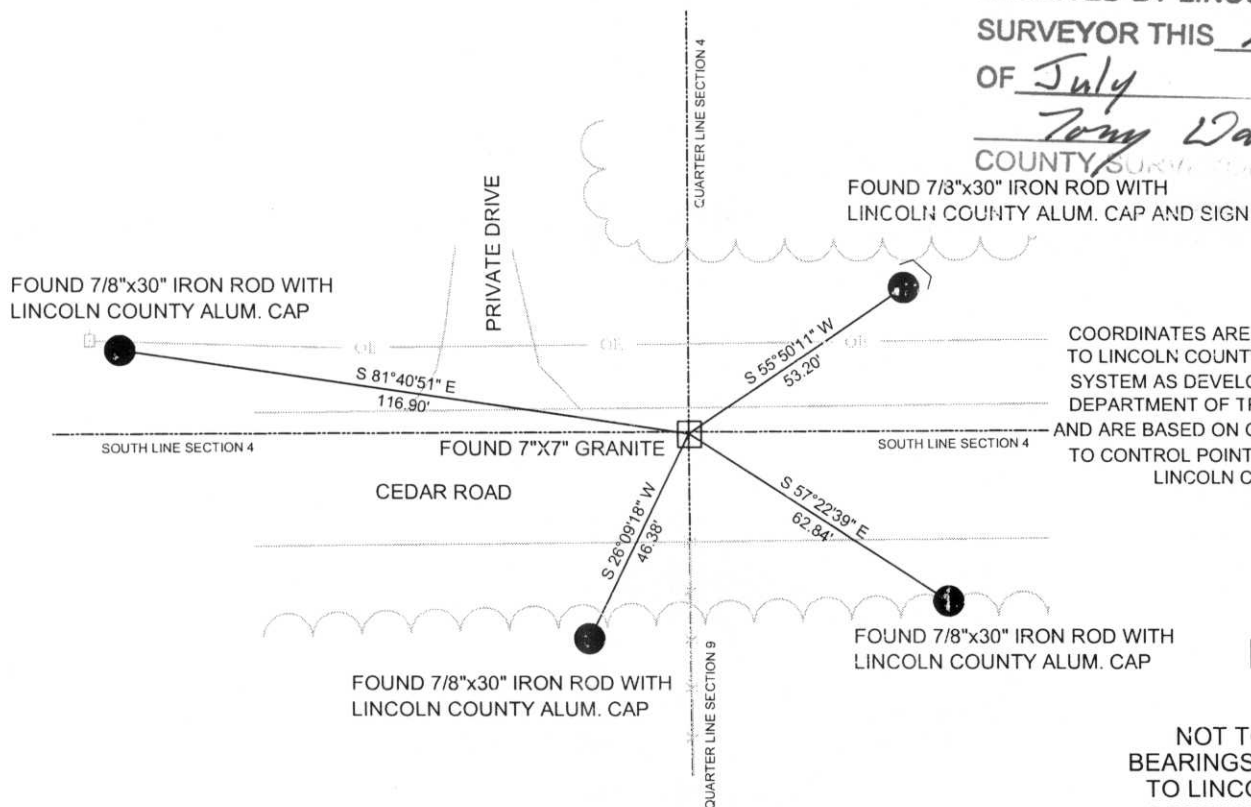 SURVEYOR THIS
OF July
Tony
COUNTY SURVEYOR
QUARTER LINE SECTION 4
FOUND 7/8"x30" IRON ROD WITH
LINCOLN COUNTY ALUM. CAP AND SIGN
PRIVATE DRIVE
FOUND 7/8"x30" IRON ROD WITH
LINCOLN COUNTY ALUM. CAP
OE
OE
OE
S 55°50'11" W
53.20'
S 81°40'51" E
116.90'
COORDINATES ARE
TO LINCOLN COUNT
SYSTEM AS DEVELO
DEPARTMENT OF
AND ARE BASED ON
TO CONTROL POINT
LINCOLN C
SOUTH LINE SECTION 4
FOUND 7"X7" GRANITE
SOUTH LINE SECTION 4
CEDAR ROAD
S 26°09'18" W
46.38'
S 57°22'39" E
62.84'
FOUND 7/8"x30" IRON ROD WITH
LINCOLN COUNTY ALUM. CAP
FOUND 7/8"x30" IRON ROD WITH
LINCOLN COUNTY ALUM. CAP
QUARTER LINE SECTION 9
NOT T
BEARINGS
TO LINCO